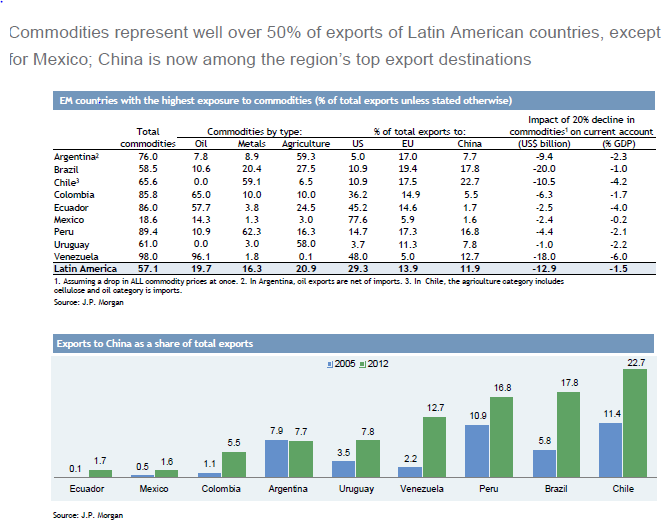 Commodities represent well over 50% of exports of Latin American countries, except
for Mexico; China is now among the region's top export destinations
EM countries with the highest exposure to commodities (% of total exports unless stated otherwise)
Impact of 20% decline in
Total Commodities by type: % of total exports to: commodities¹ on current account
commodities Oil Metals Agriculture US EU China (US$ billion) (% GDP)
Argentina² 76.0 7.8 8.9 59.3 5.0 17.0 7.7 -9.4 -2.3
Brazil 58.5 10.6 20.4 27.5 10.9 19.4 17.8 -20.0 -1.0
Chile³ 65.6 0.0 59.1 6.5 10.9 17.5 22.7 -10.5 -4.2
Colombia 85.8 65.0 10.0 10.0 36.2 14.9 5.5 -6.3 -1.7
Ecuador 86.0 57.7 3.8 24.5 45.2 14.6 1.7 -2.5 -4.0
Mexico 18.6 14.3 1.3 3.0 77.6 5.9 1.6 -2.4 -0.2
Peru 89.4 10.9 62.3 16.3 14.7 17.3 16.8 -4.4 -2.1
Uruguay 61.0 0.0 3.0 58.0 3.7 11.3 7.8 -1.0 -2.2
Venezuela 98.0 96.1 1.8 0.1 48.0 5.0 12.7 -18.0 -6.0
Latin America 57.1 19.7 16.3 20.9 29.3 13.9 11.9 -12.9 -1.5
1. Assuming a drop in ALL commodity prices at once. 2. In Argentina, oil exports are net of imports. 3. In Chile, the agriculture category includes
cellulose and oil category is imports.
Source: J.P. Morgan
Exports to China as a share of total exports
2005 2012
0.1 1.7 0.5 1.6 1.1 5.5 7.9 7.7 3.5 7.8 2.2 12.7 10.9 16.8 5.8 17.8 11.4 22.7
Ecuador Mexico Colombia Argentina Uruguay Venezuela Peru Brazil Chile
Source: J.P. Morgan